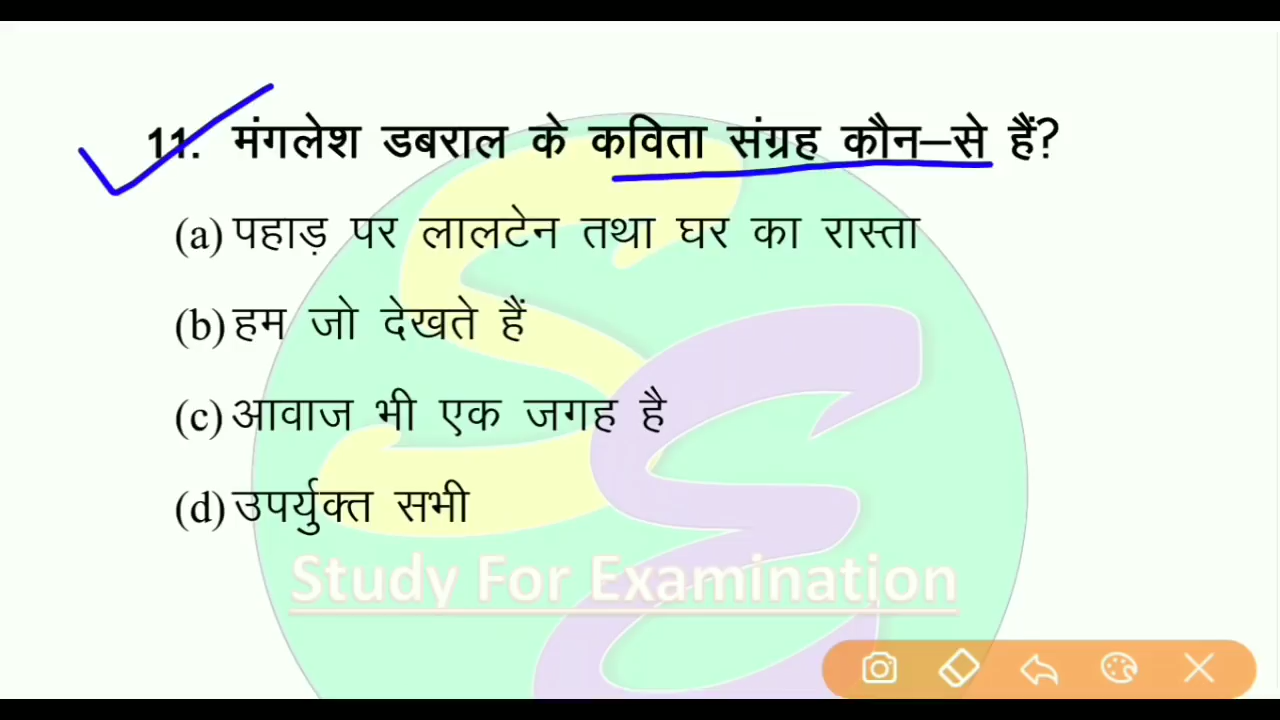 11. मंगलेश डबराल के कविता संग्रह कौन–से हैं?
(a) पहाड़ पर लालटेन तथा घर का रास्ता
(b) हम जो देखते हैं
(c) आवाज भी एक जगह है
(d) उपर्युक्त सभी
Study For Examination